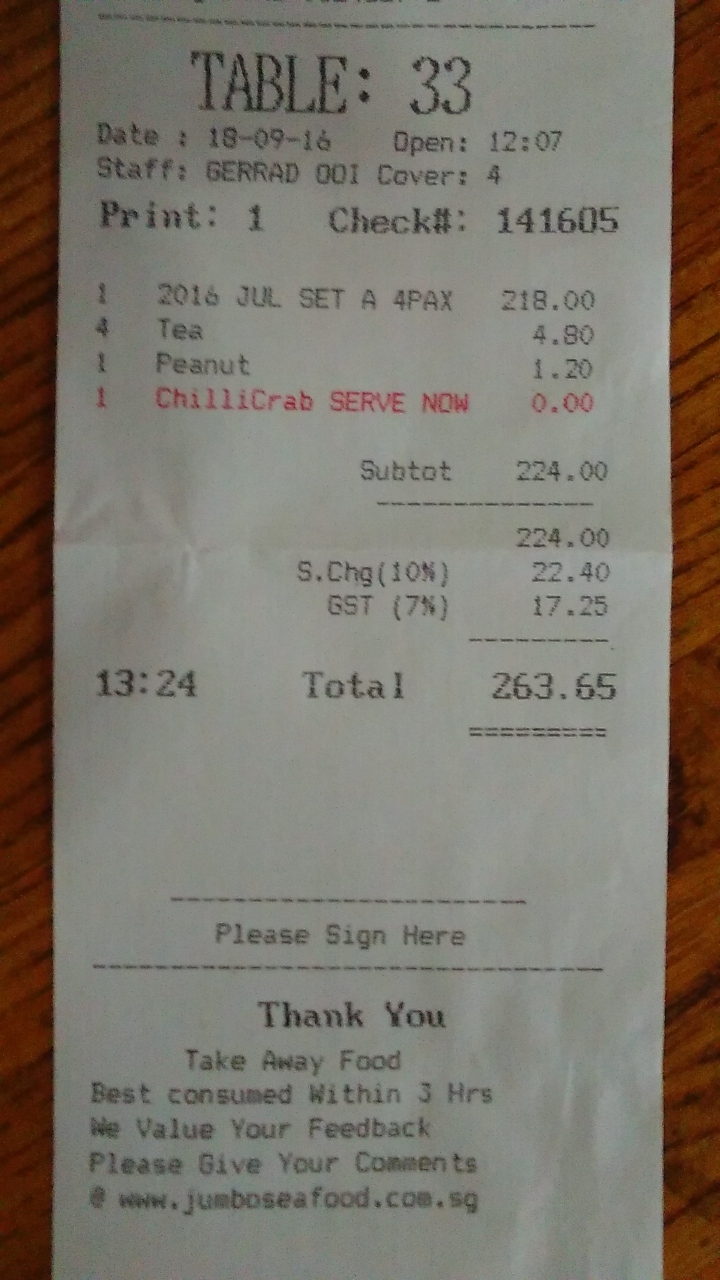 TABLE: 33
Date : 18-09-16 Open: 12:07
Staff: GERRAD OOI Cover: 4
Print: 1 Check#: 141605
1 2016 JUL SET A 4PAX 218.00
4 Tea 4.80
1 Peanut 1.20
1 ChilliCrab SERVE NOW 0.00
Subtot 224.00
224.00
S.Chg(10%) 22.40
GST (7%) 17.25
13:24 Total 263.65
Please Sign Here
Thank You
Take Away Food
Best consumed Within 3 Hrs
We Value Your Feedback
Please Give Your Comments
@ www.jumboseafood.com.sg